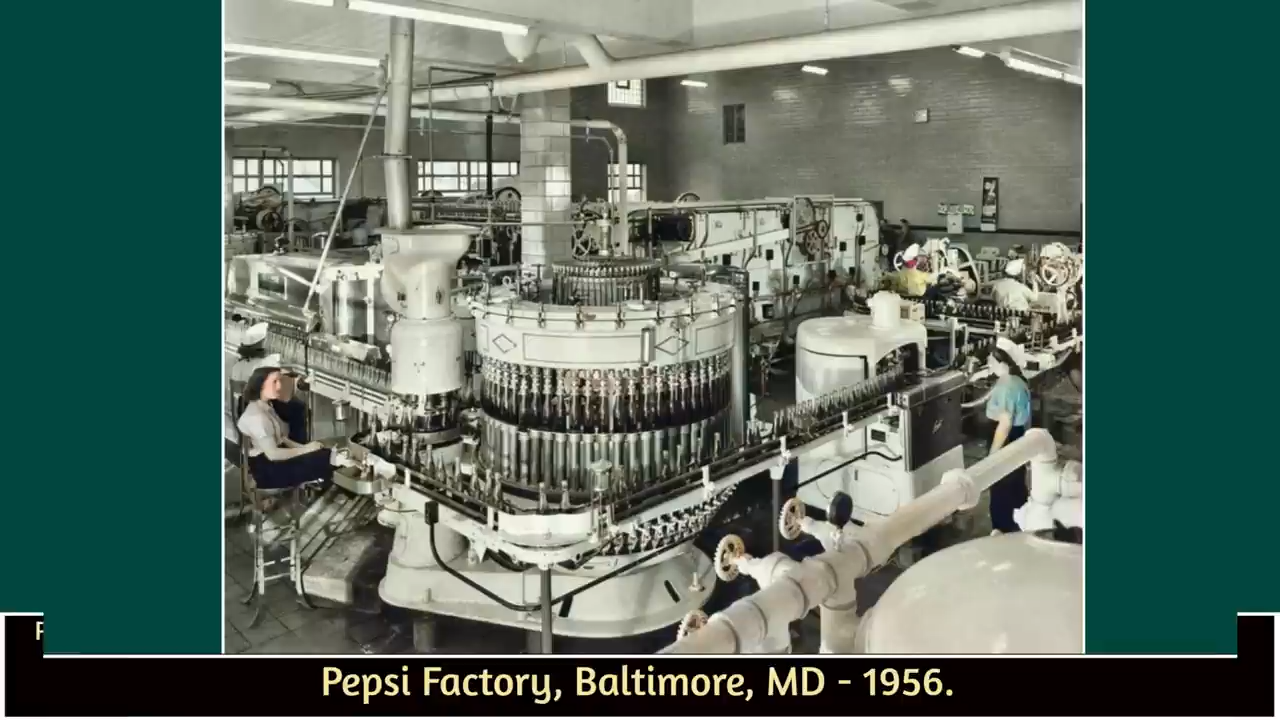 P
Pepsi Factory, Baltimore, MD - 1956.